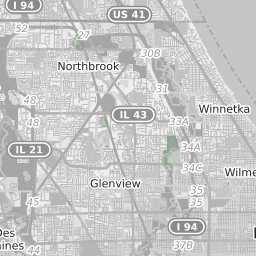 I 94
US 41
52
27
30B
Northbrook
31
48
IL 43
Winnetka
33A
48
IL 21
34A
34C
Wilme
Glenview
35
45
35
Des
I 94
aines
44
37B